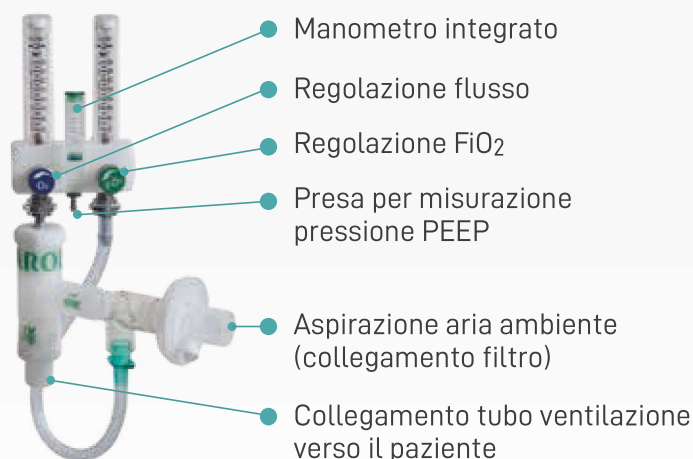 Manometro integrato
Regolazione flusso
Regolazione FiO2
Presa per misurazione
pressione PEEP
Aspirazione aria ambiente
(collegamento filtro)
Collegamento tubo ventilazione
verso il paziente